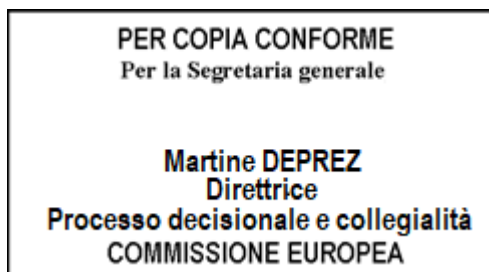 PER COPIA CONFORME
Per la Segretaria generale
Martine DEPREZ
Direttrice
Processo decisionale e collegialità
COMMISSIONE EUROPEA